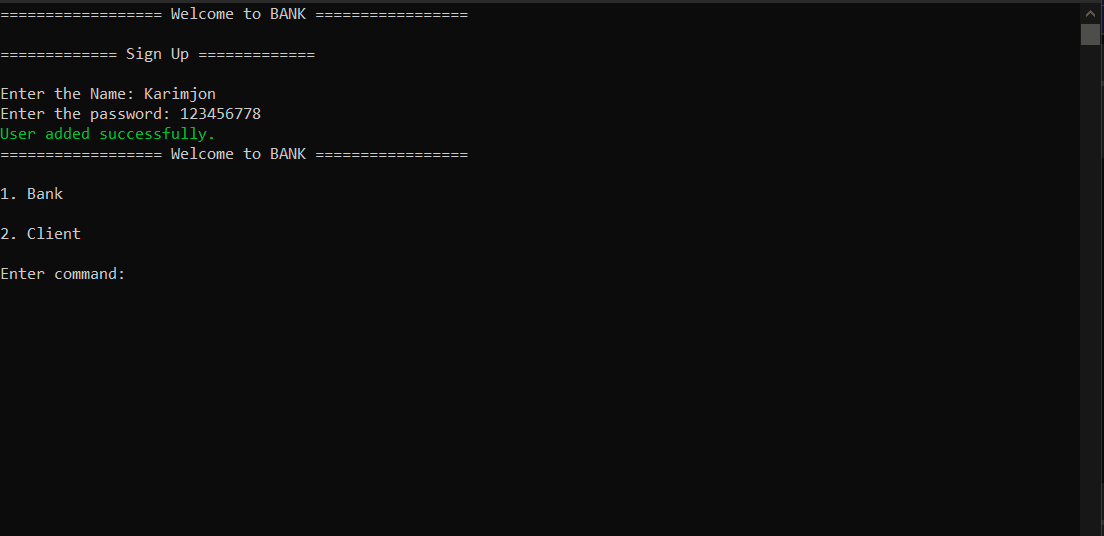 ================== Welcome to BANK =================
============= Sign Up =============
Enter the Name: Karimjon
Enter the password: 123456778
User added successfully.
================== Welcome to BANK =================
1. Bank
2. Client
Enter command: